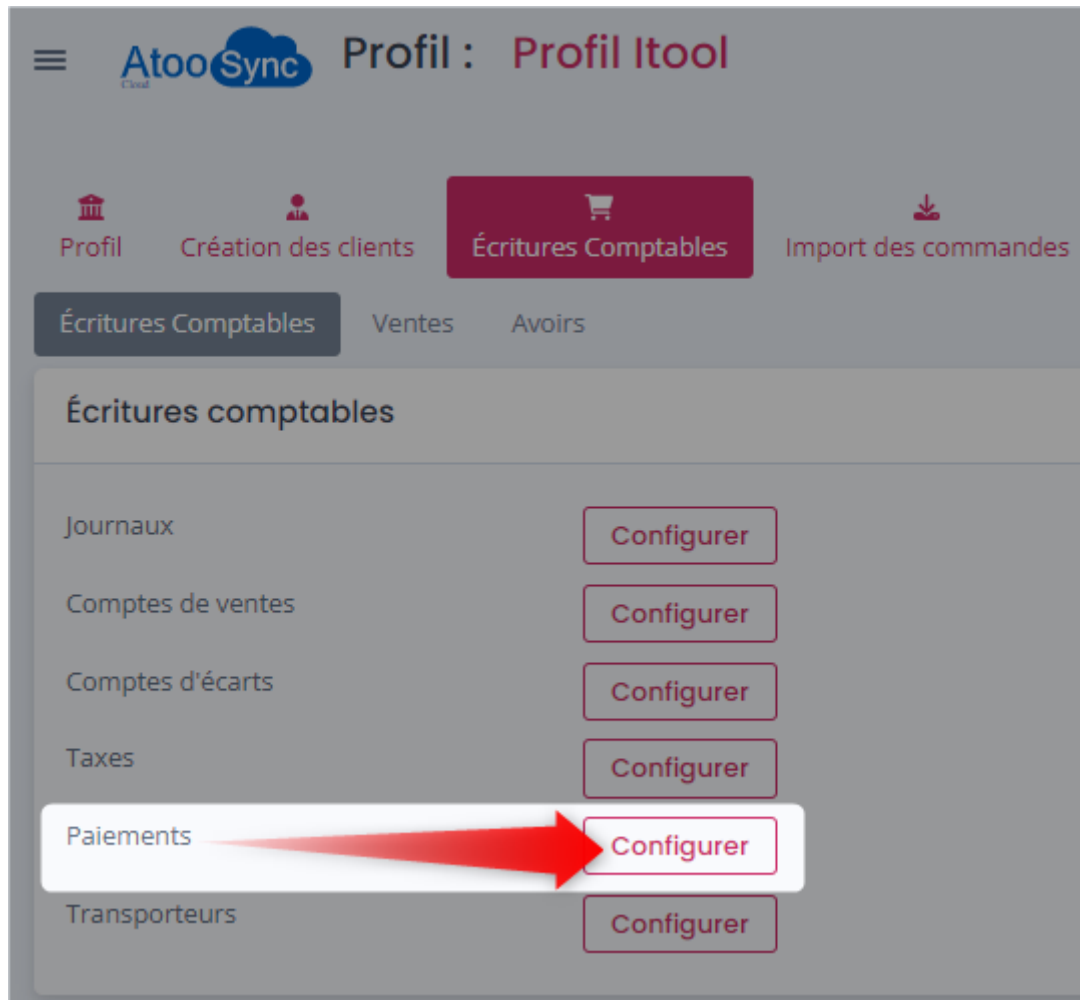 AtooSync Profil : Profil Itool
Cloud
Profil Création des clients Écritures Comptables Import des commandes
Écritures Comptables Ventes Avoirs
Écritures comptables
Journaux Configurer
Comptes de ventes Configurer
Comptes d'écarts Configurer
Taxes Configurer
Paiements Configurer
Transporteurs Configurer